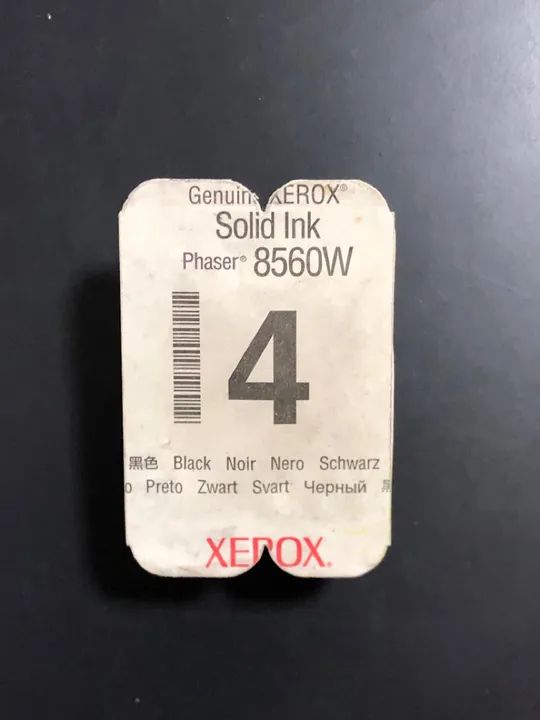 Genuine XEROX®
Solid Ink
Phaser® 8560W
4
黑色 Black Noir Nero Schwarz
Preto Zwart Svart Черный
XEROX.